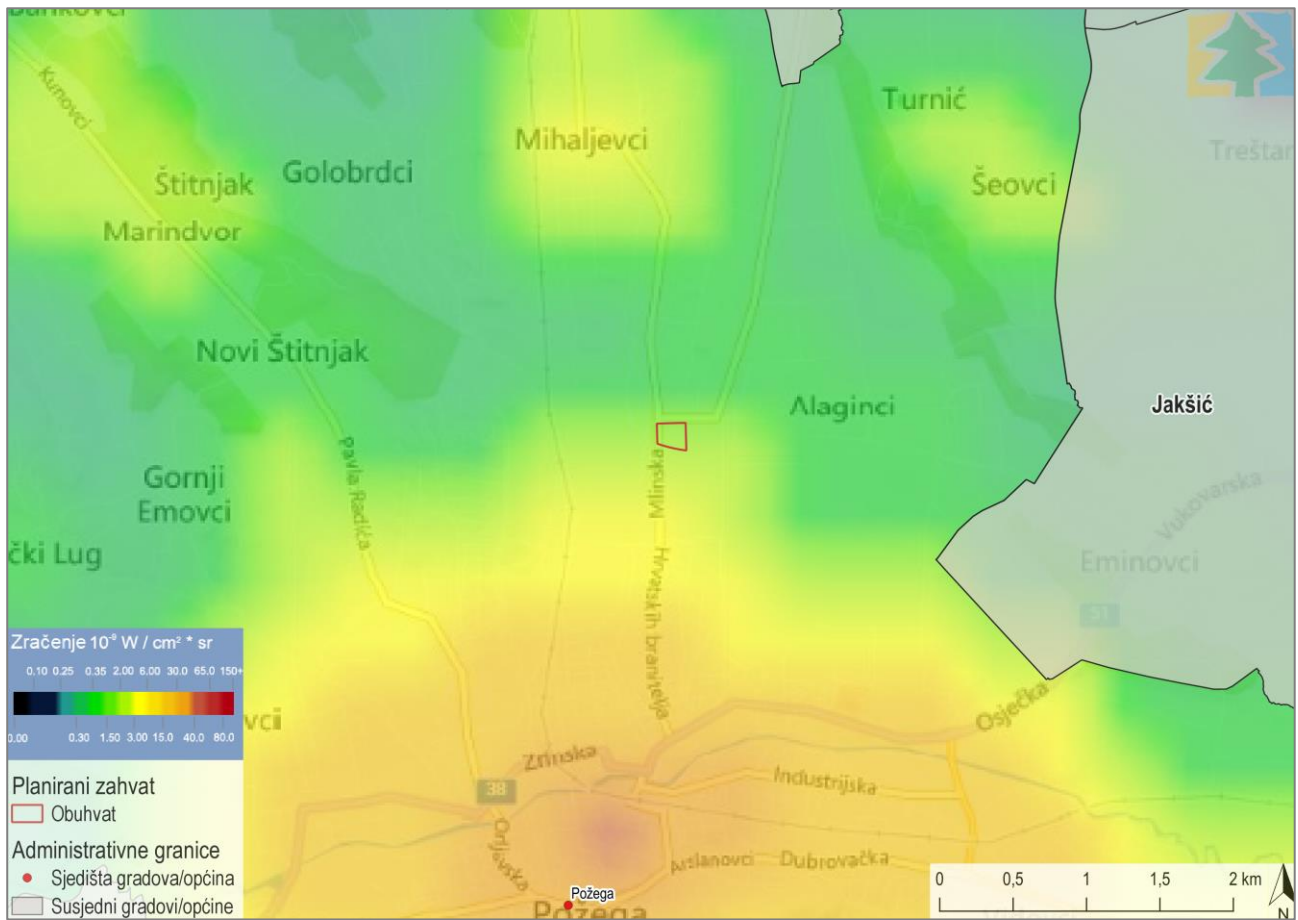 Kunovci
Turnić
Mihaljevci
Golobrdci
Štitnjak
Šeovci
Marindvor
Novi Štitnjak
Alaginci
Jakšić
Pavla Radića
Mlinska
Gornji
Emovci
Vukovarska
čki Lug
Eminovci
51
Hrvatskih branitelja
Zračenje 10⁻⁹ W / cm² * sr
0.10 0.25 0.35 2.00 6.00 30.0 65.0 150+
0.00 0.30 1.50 3.00 15.0 40.0 80.0
vci
Osječka
Zrinska
Industrijska
38
Orljavska
Arslanovci
Dubrovačka
Planirani zahvat
Obuhvat
Administrativne granice
Sjedišta gradova/općina
Susjedni gradovi/općine
Požega
Požega
0 0,5 1 1,5 2 km
N